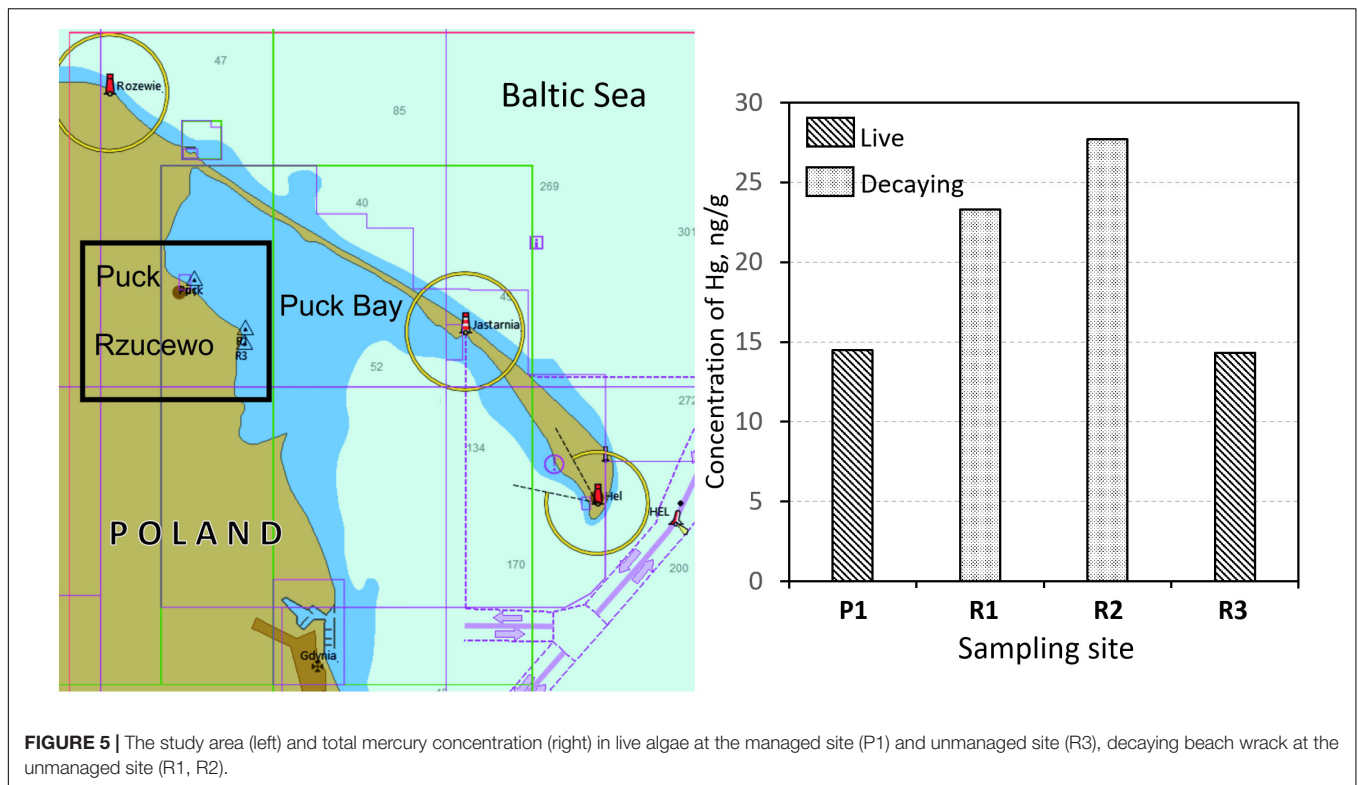 47
Rozewie
Baltic Sea
85
269
40
301
Puck
Puck Bay
45
Jastarnia
Rzucewo
R3
52
272
134
Hel
HEL
POLAND
170
200
Gdynia
30
25
20
15
10
5
0
Concentration of Hg, ng/g
Live
Decaying
P1 R1 R2 R3
Sampling site
FIGURE 5 | The study area (left) and total mercury concentration (right) in live algae at the managed site (P1) and unmanaged site (R3), decaying beach wrack at the
unmanaged site (R1, R2).